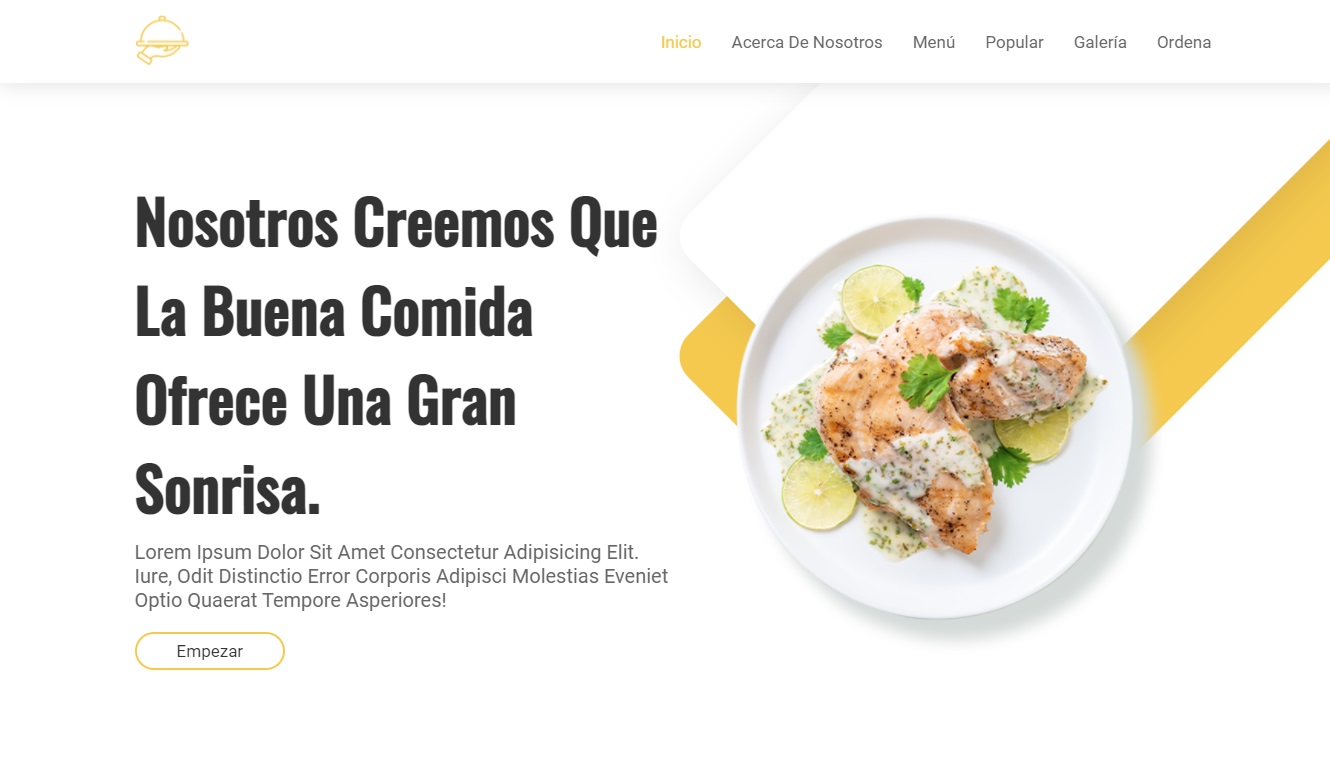 Inicio Acerca De Nosotros Menú Popular Galería Ordena
Nosotros Creemos Que
La Buena Comida
Ofrece Una Gran
Sonrisa.
Lorem Ipsum Dolor Sit Amet Consectetur Adipisicing Elit.
Iure, Odit Distinctio Error Corporis Adipisci Molestias Eveniet
Optio Quaerat Tempore Asperiores!
Empezar